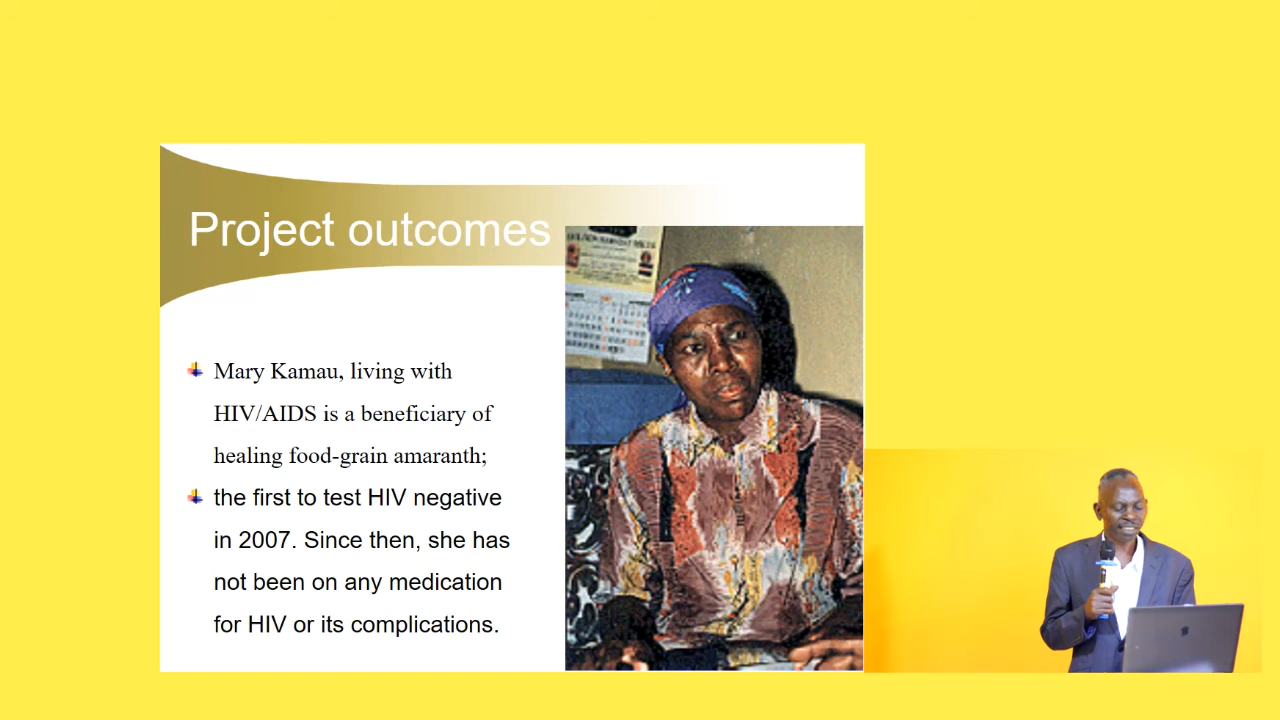 Project outcomes
Mary Kamau, living with
HIV/AIDS is a beneficiary of
healing food-grain amaranth;
the first to test HIV negative
in 2007. Since then, she has
not been on any medication
for HIV or its complications.